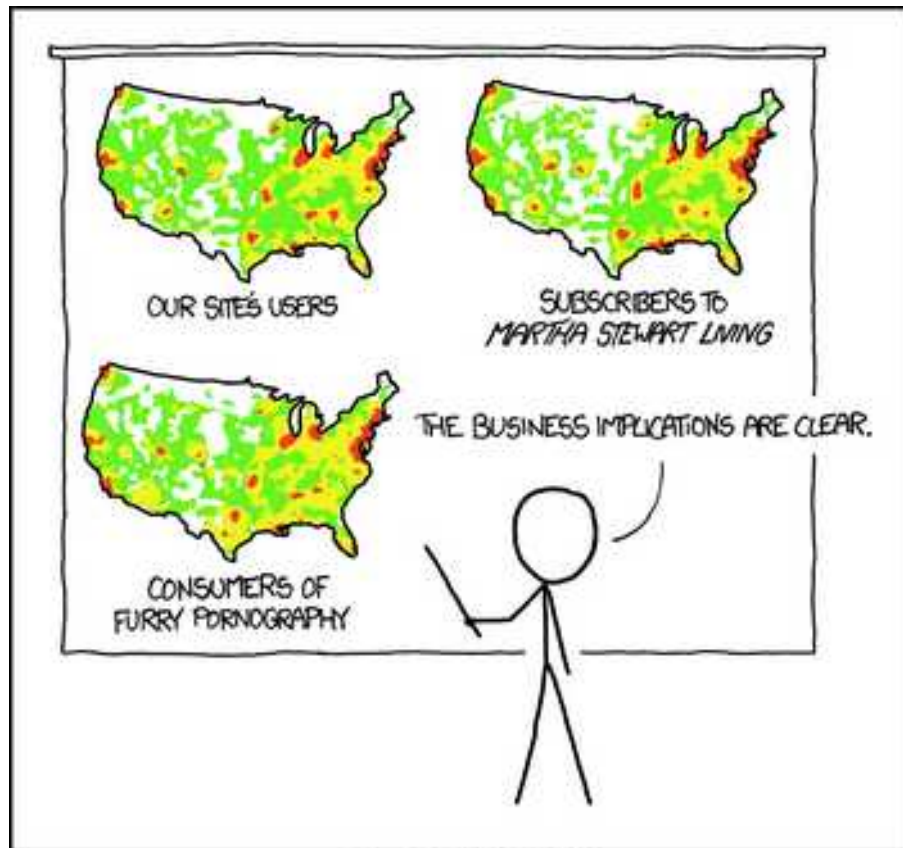 OUR SITE'S USERS
SUBSCRIBERS TO
MARTHA STEWART LIVING
THE BUSINESS IMPLICATIONS ARE CLEAR.
CONSUMERS OF
FURRY PORNOGRAPHY